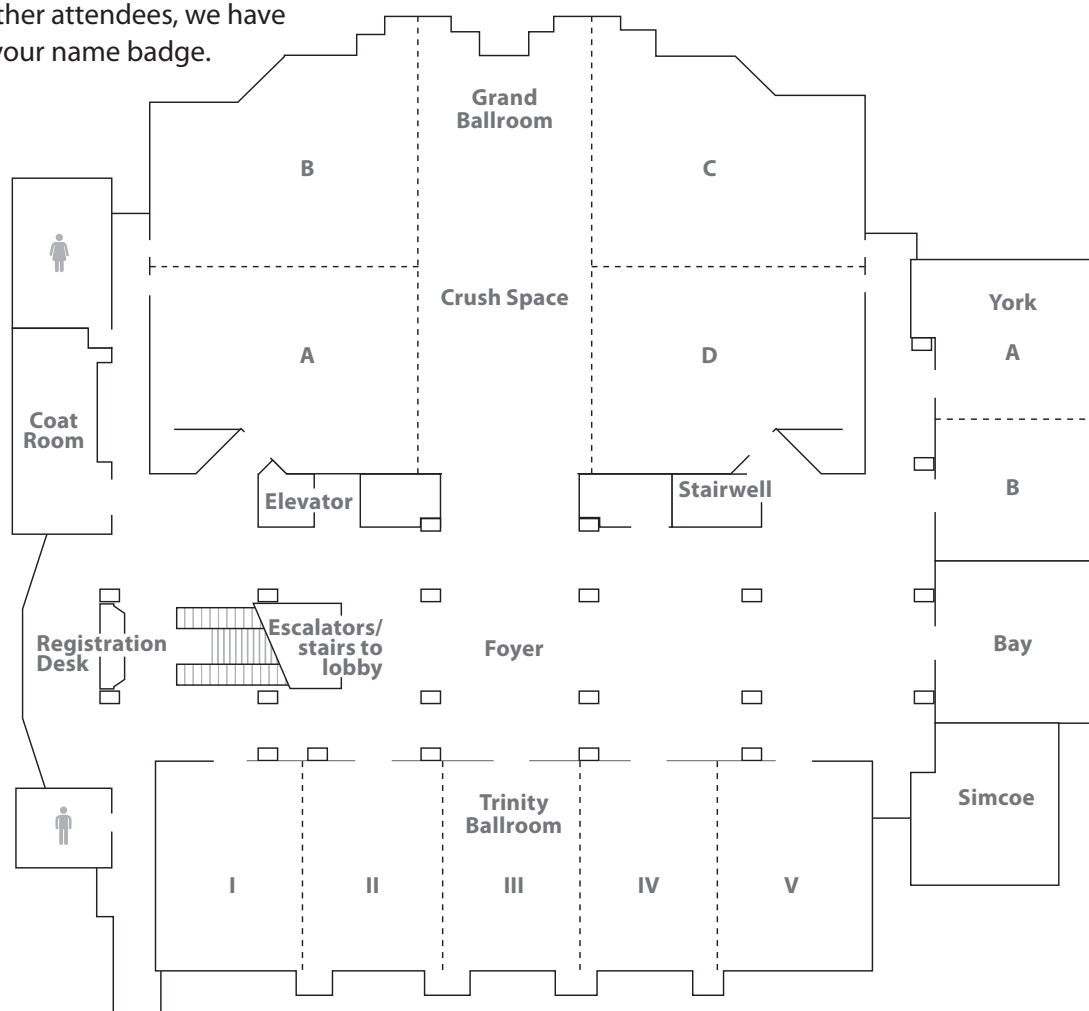 ther attendees, we have
your name badge.
Grand
Ballroom
B
C
Crush Space
York
A
D
A
Coat
Room
Elevator
Stairwell
B
Registration
Desk
Escalators/
stairs to
lobby
Foyer
Bay
Trinity
Ballroom
Simcoe
I
II
III
IV
V